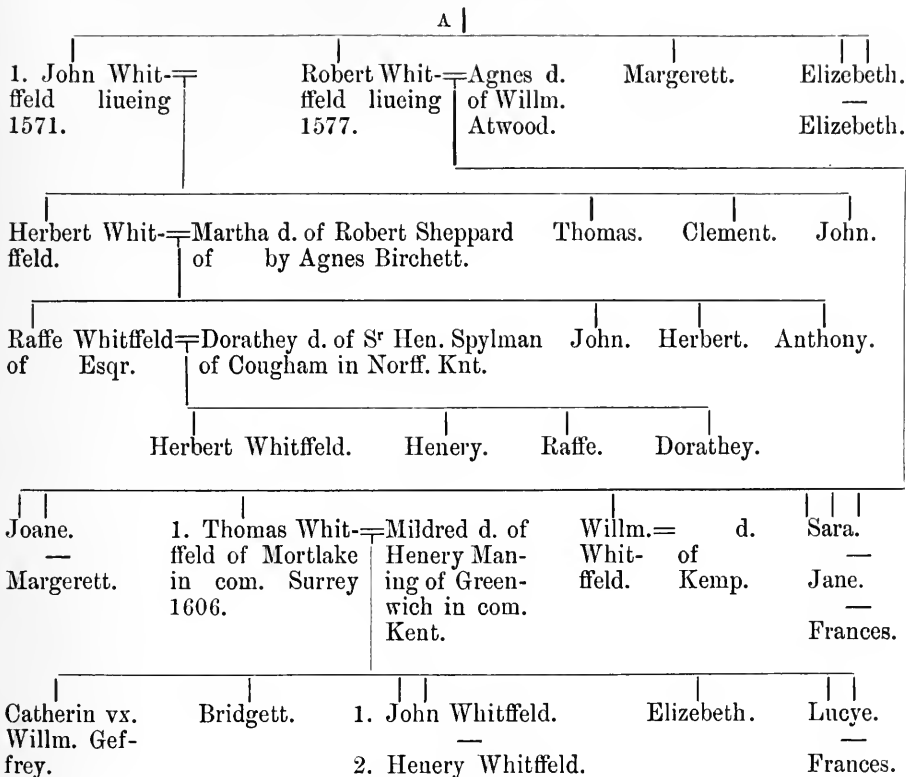 A
1. John Whit- Robert Whit- Agnes d. Margerett. Elizebeth.
ffeld liueing ffeld liueing of Willm. —
1571. 1577. Atwood. Elizebeth.
Herbert Whit- Martha d. of Robert Sheppard Thomas. Clement. John.
ffeld. of by Agnes Birchett.
Raffe Whitffeld Dorathey d. of Sr Hen. Spylman John. Herbert. Anthony.
of Esqr. of Cougham in Norff. Knt.
Herbert Whitffeld. Henery. Raffe. Dorathey.
Joane. 1. Thomas Whit- Mildred d. of Willm. = d. Sara.
— ffeld of Mortlake Henery Man- Whit- of —
Margerett. in com. Surrey ing of Green- ffeld. Kemp. Jane.
1606. wich in com. —
Kent. Frances.
Catherin vx. Bridgett. 1. John Whitffeld. Elizebeth. Lucye.
Willm. Gef- — —
frey. 2. Henery Whitffeld. Frances.